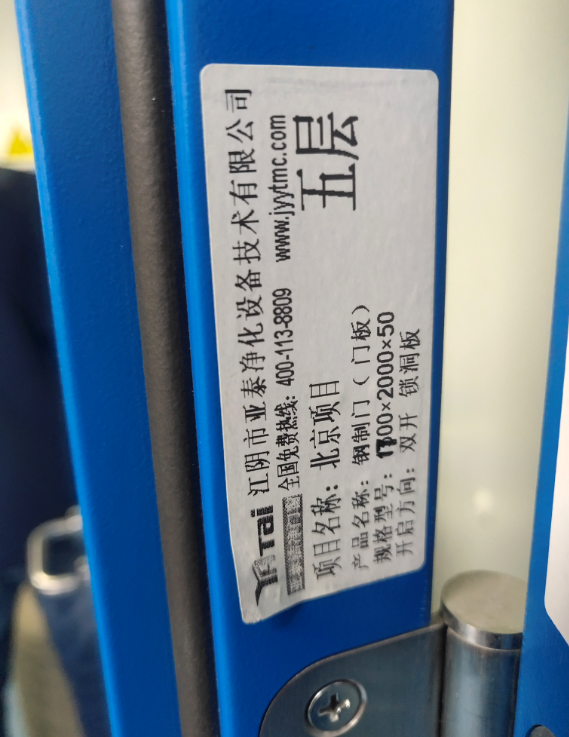 YATai 江阴市亚泰净化设备技术有限公司
全国免费热线: 400-113-8809 www.jyytmc.com
项目名称: 北京项目 五层
产品名称: 钢制门（门板）
规格型号: ×2000×50
开启方向: 双开 锁洞板